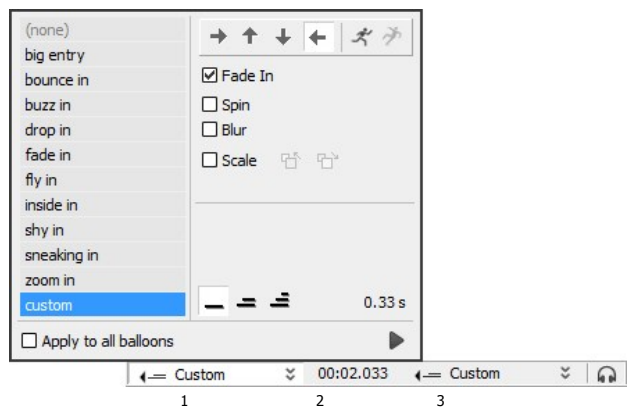 (none)
big entry
bounce in
buzz in
drop in
fade in
fly in
inside in
shy in
sneaking in
zoom in
custom
Fade In
Spin
Blur
Scale
0.33 s
Apply to all balloons
Custom 00:02.033 Custom
1 2 3